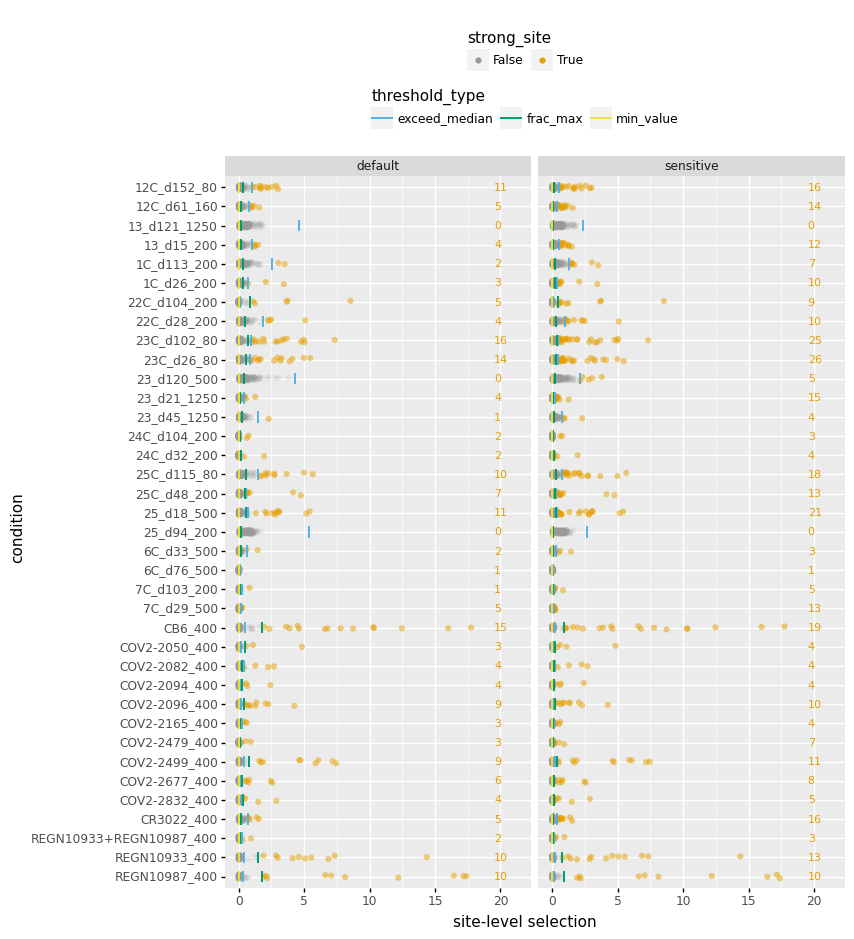 strong_site
False True
threshold_type
exceed_median frac_max min_value
default sensitive
condition
12C_d152_80 11 16
12C_d61_160 5 14
13_d121_1250 0 0
13_d15_200 4 12
1C_d113_200 2 7
1C_d26_200 3 10
22C_d104_200 5 9
22C_d28_200 4 10
23C_d102_80 16 25
23C_d26_80 14 26
23_d120_500 0 5
23_d21_1250 4 15
23_d45_1250 1 4
24C_d104_200 2 3
24C_d32_200 2 4
25C_d115_80 10 18
25C_d48_200 7 13
25_d18_500 11 21
25_d94_200 0 0
6C_d33_500 2 3
6C_d76_500 1 1
7C_d103_200 1 5
7C_d29_500 5 13
CB6_400 15 19
COV2-2050_400 3 4
COV2-2082_400 4 4
COV2-2094_400 4 4
COV2-2096_400 9 10
COV2-2165_400 3 4
COV2-2479_400 3 7
COV2-2499_400 9 11
COV2-2677_400 6 8
COV2-2832_400 4 5
CR3022_400 5 16
REGN10933+REGN10987_400 2 3
REGN10933_400 10 13
REGN10987_400 10 10
0 5 10 15 20 0 5 10 15 20
site-level selection